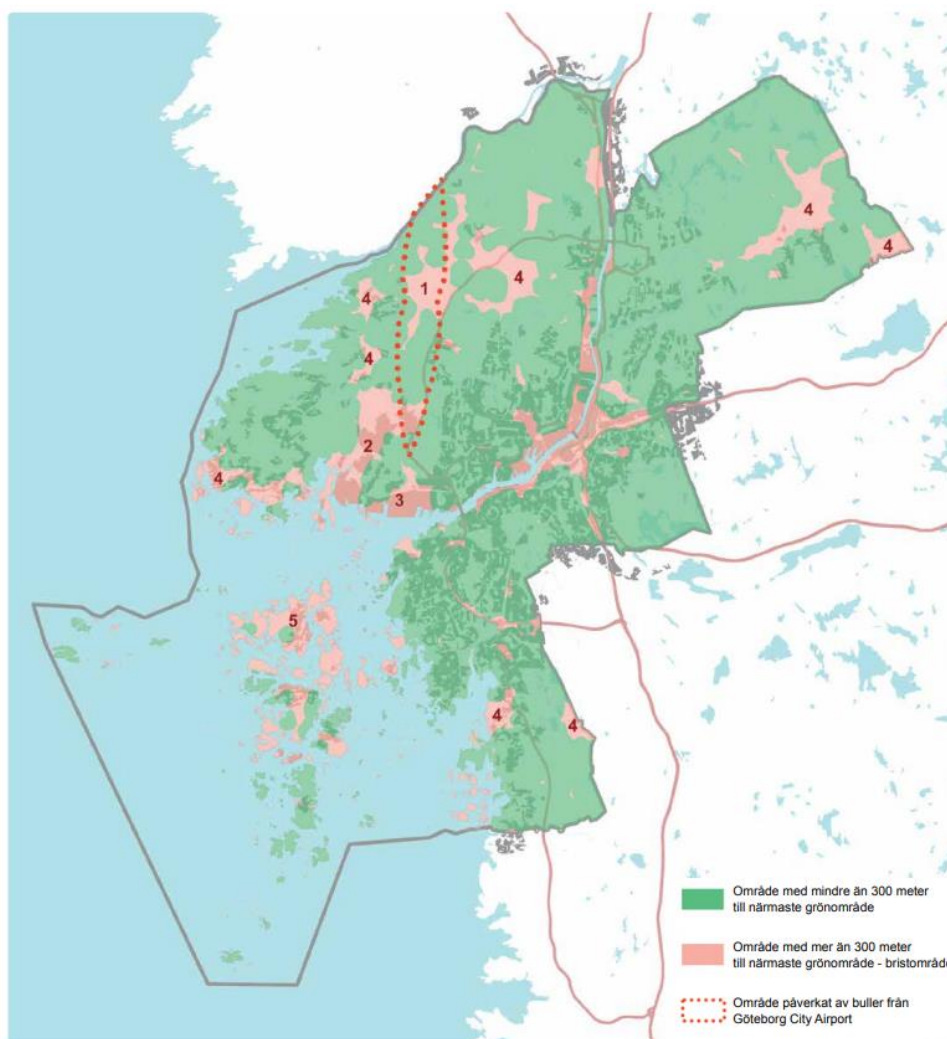 4
4
1
4
4
4
2
4
3
5
4
4
Område med mindre än 300 meter
till närmaste grönområde
Område med mer än 300 meter
till närmaste grönområde - bristområde
Område påverkat av buller från
Göteborg City Airport